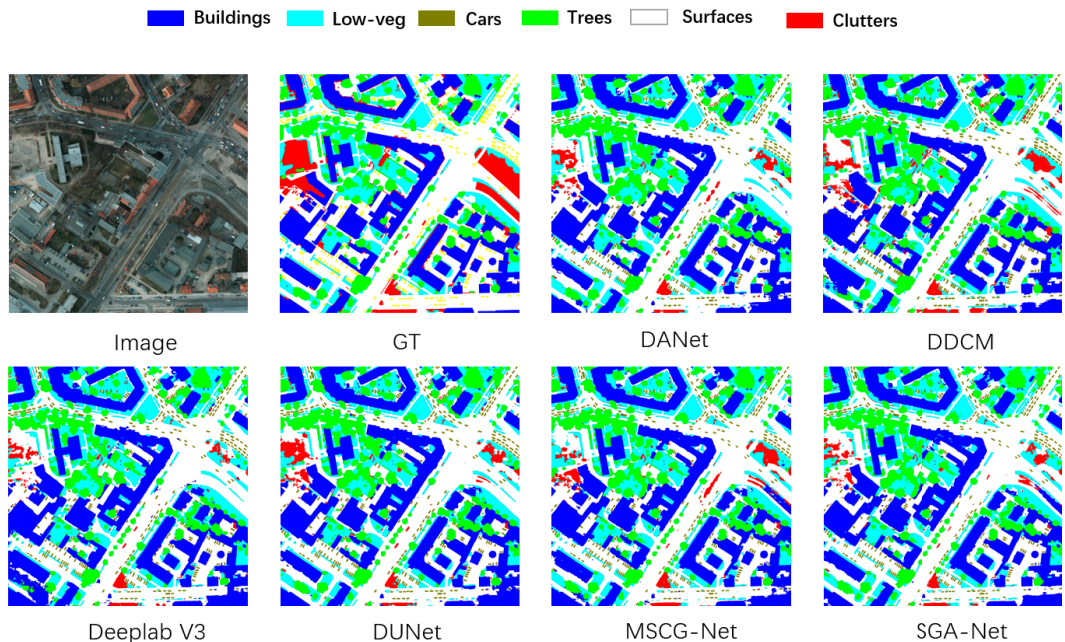 Buildings Low-veg Cars Trees Surfaces Clutters
Image GT DANet DDCM
Deeplab V3 DUNet MSCG-Net SGA-Net